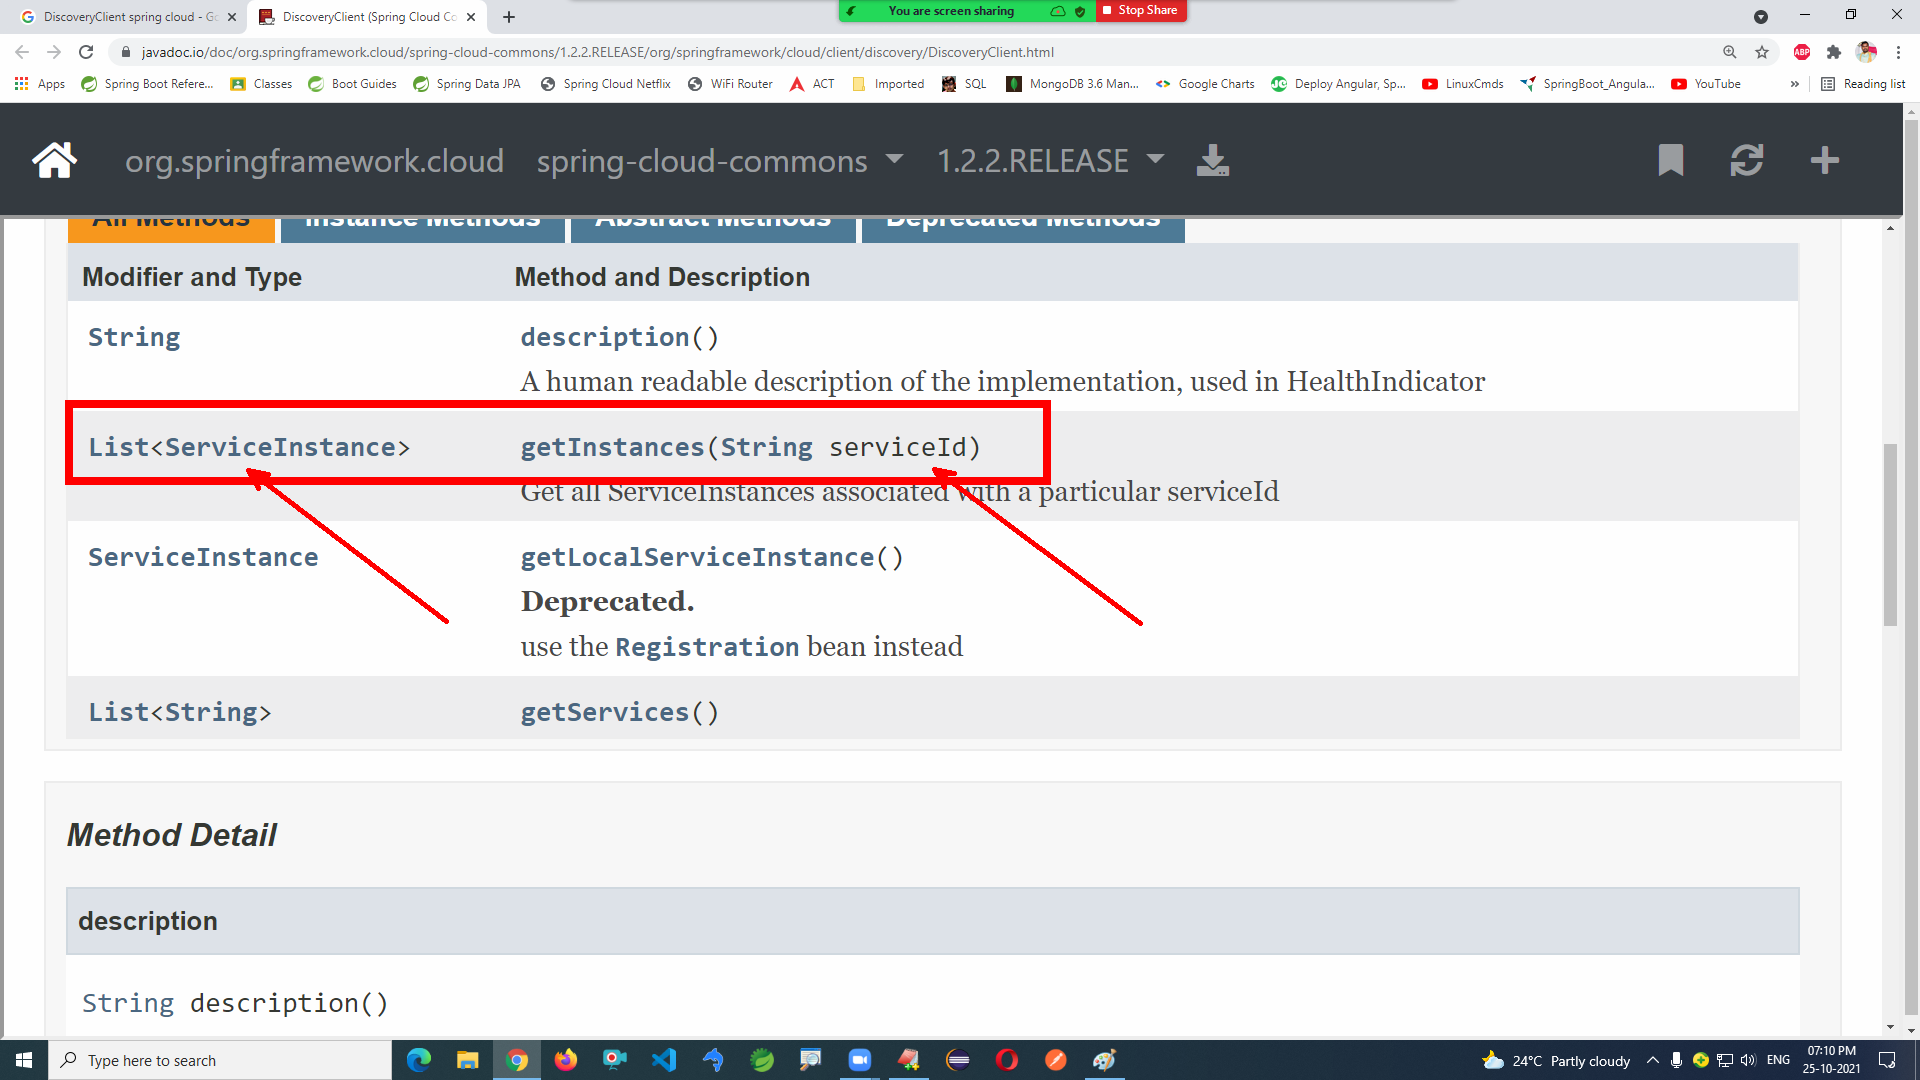 DiscoveryClient spring cloud - Go
DiscoveryClient (Spring Cloud Co
You are screen sharing
Stop Share
javadoc.io/doc/org.springframework.cloud/spring-cloud-commons/1.2.2.RELEASE/org/springframework/cloud/client/discovery/DiscoveryClient.html
ABP
Apps
Spring Boot Refere...
Classes
Boot Guides
Spring Data JPA
Spring Cloud Netflix
WiFi Router
ACT
Imported
SQL
MongoDB 3.6 Man...
Google Charts
Deploy Angular, Sp...
LinuxCmds
SpringBoot_Angula...
YouTube
»
Reading list
org.springframework.cloud
spring-cloud-commons
1.2.2.RELEASE
All Methods
Instance Methods
Abstract Methods
Deprecated Methods
Modifier and Type
Method and Description
String
description()
A human readable description of the implementation, used in HealthIndicator
List<ServiceInstance>
getInstances(String serviceId)
Get all ServiceInstances associated with a particular serviceId
ServiceInstance
getLocalServiceInstance()
Deprecated.
use the Registration bean instead
List<String>
getServices()
Method Detail
description
String description()
Type here to search
24°C Partly cloudy
ENG
07:10 PM
25-10-2021